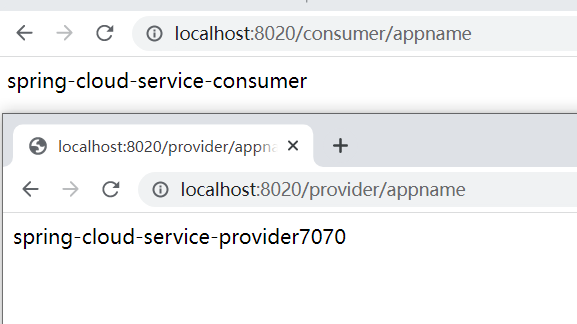 localhost:8020/consumer/appname
spring-cloud-service-consumer
localhost:8020/provider/appna
localhost:8020/provider/appname
spring-cloud-service-provider7070